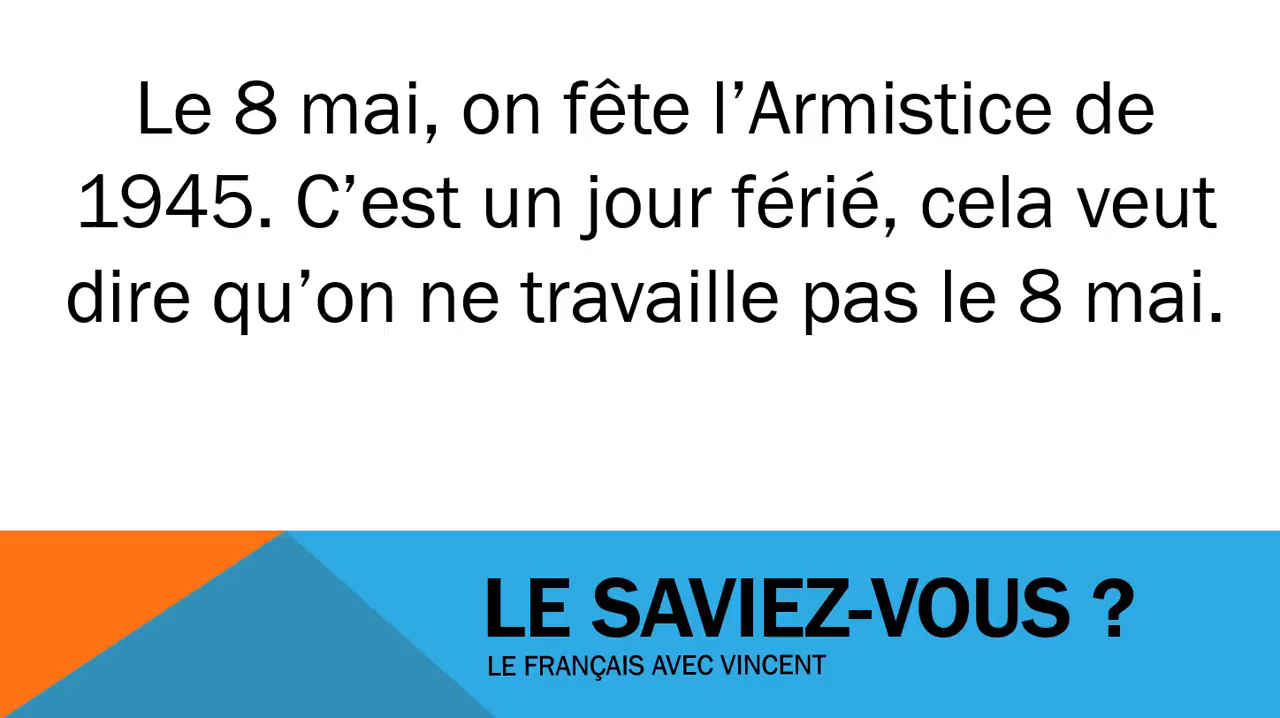 Le 8 mai, on fête l’Armistice de
1945. C’est un jour férié, cela veut
dire qu’on ne travaille pas le 8 mai.
LE SAVIEZ-VOUS ?
LE FRANÇAIS AVEC VINCENT